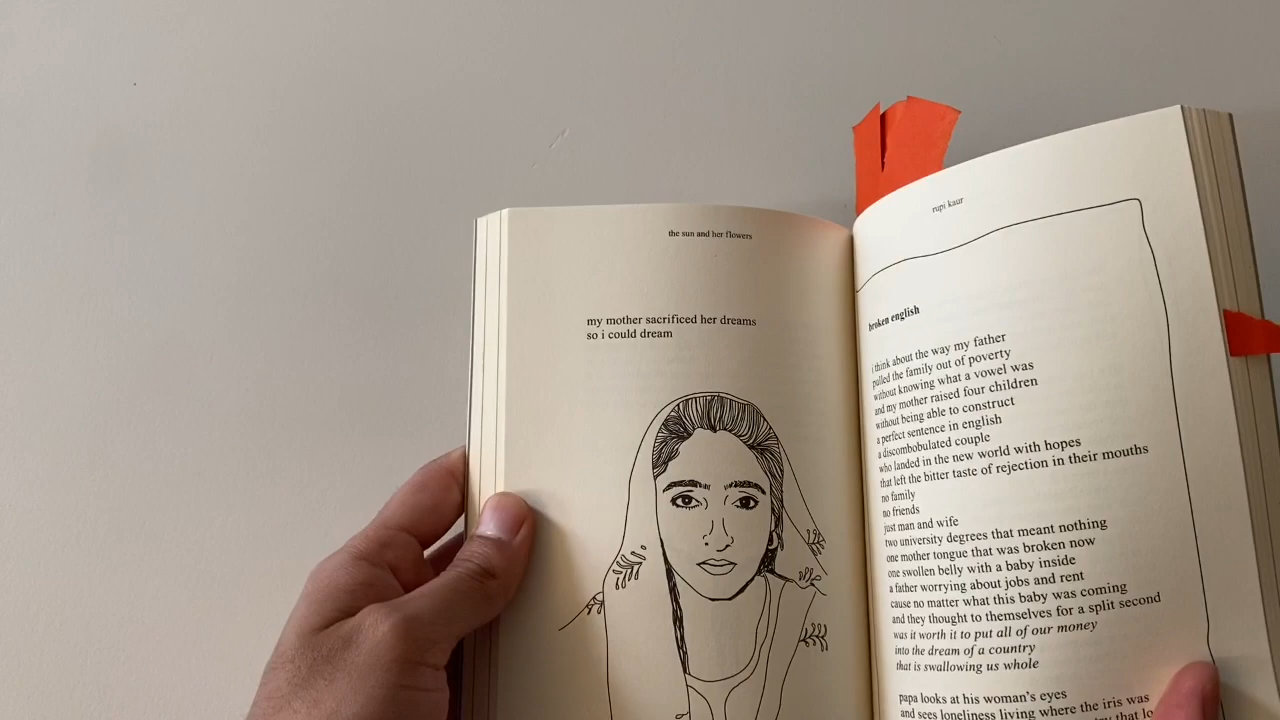 the sun and her flowers
my mother sacrificed her dreams
so i could dream
rupi kaur
broken english
i think about the way my father
pulled the family out of poverty
without knowing what a vowel was
and my mother raised four children
without being able to construct
a perfect sentence in english
a discombobulated couple
who landed in the new world with hopes
that left the bitter taste of rejection in their mouths
no family
no friends
just man and wife
two university degrees that meant nothing
one mother tongue that was broken now
one swollen belly with a baby inside
a father worrying about jobs and rent
cause no matter what this baby was coming
and they thought to themselves for a split second
was it worth it to put all of our money
into the dream of a country
that is swallowing us whole
papa looks at his woman's eyes
and sees loneliness living where the iris was
that